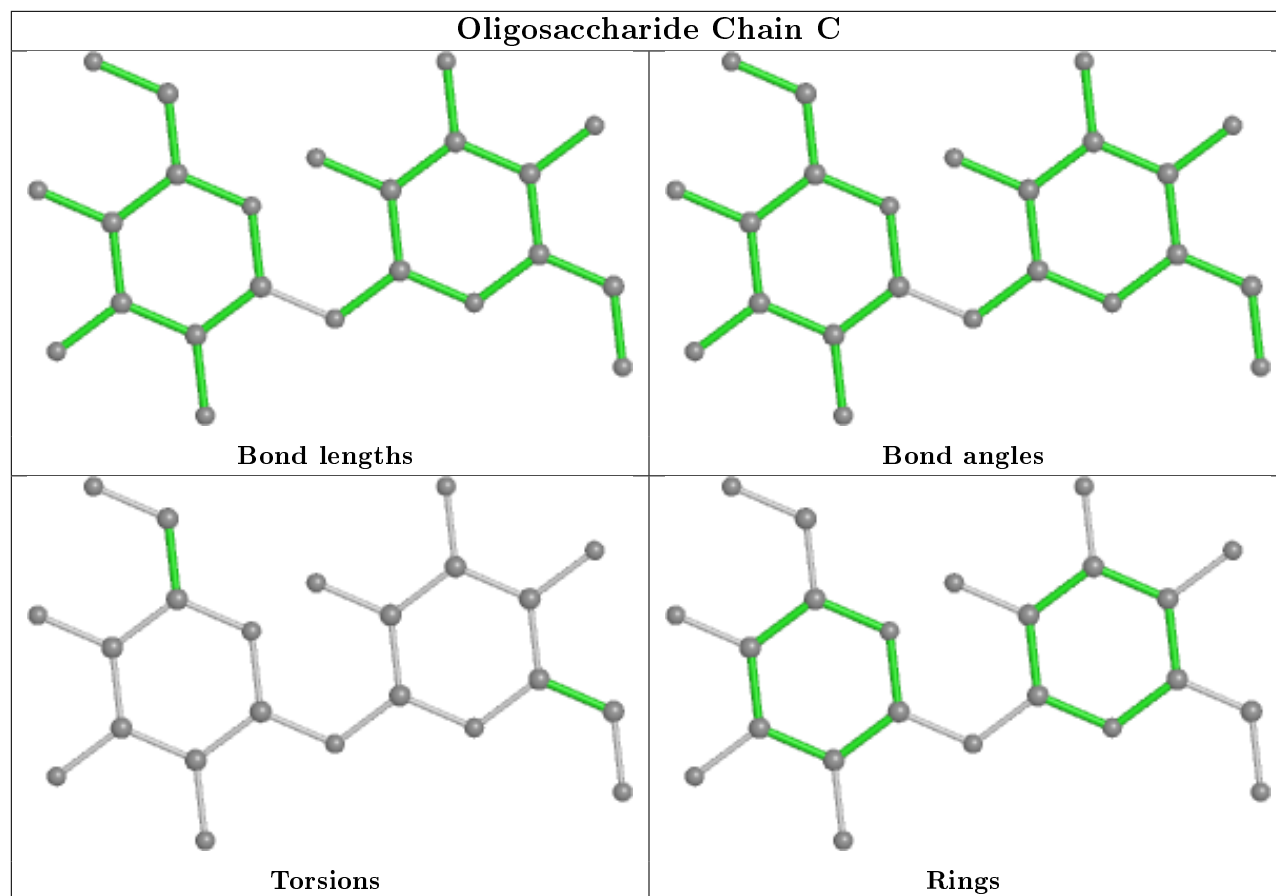 Oligosaccharide Chain C
Bond lengths
Bond angles
Torsions
Rings